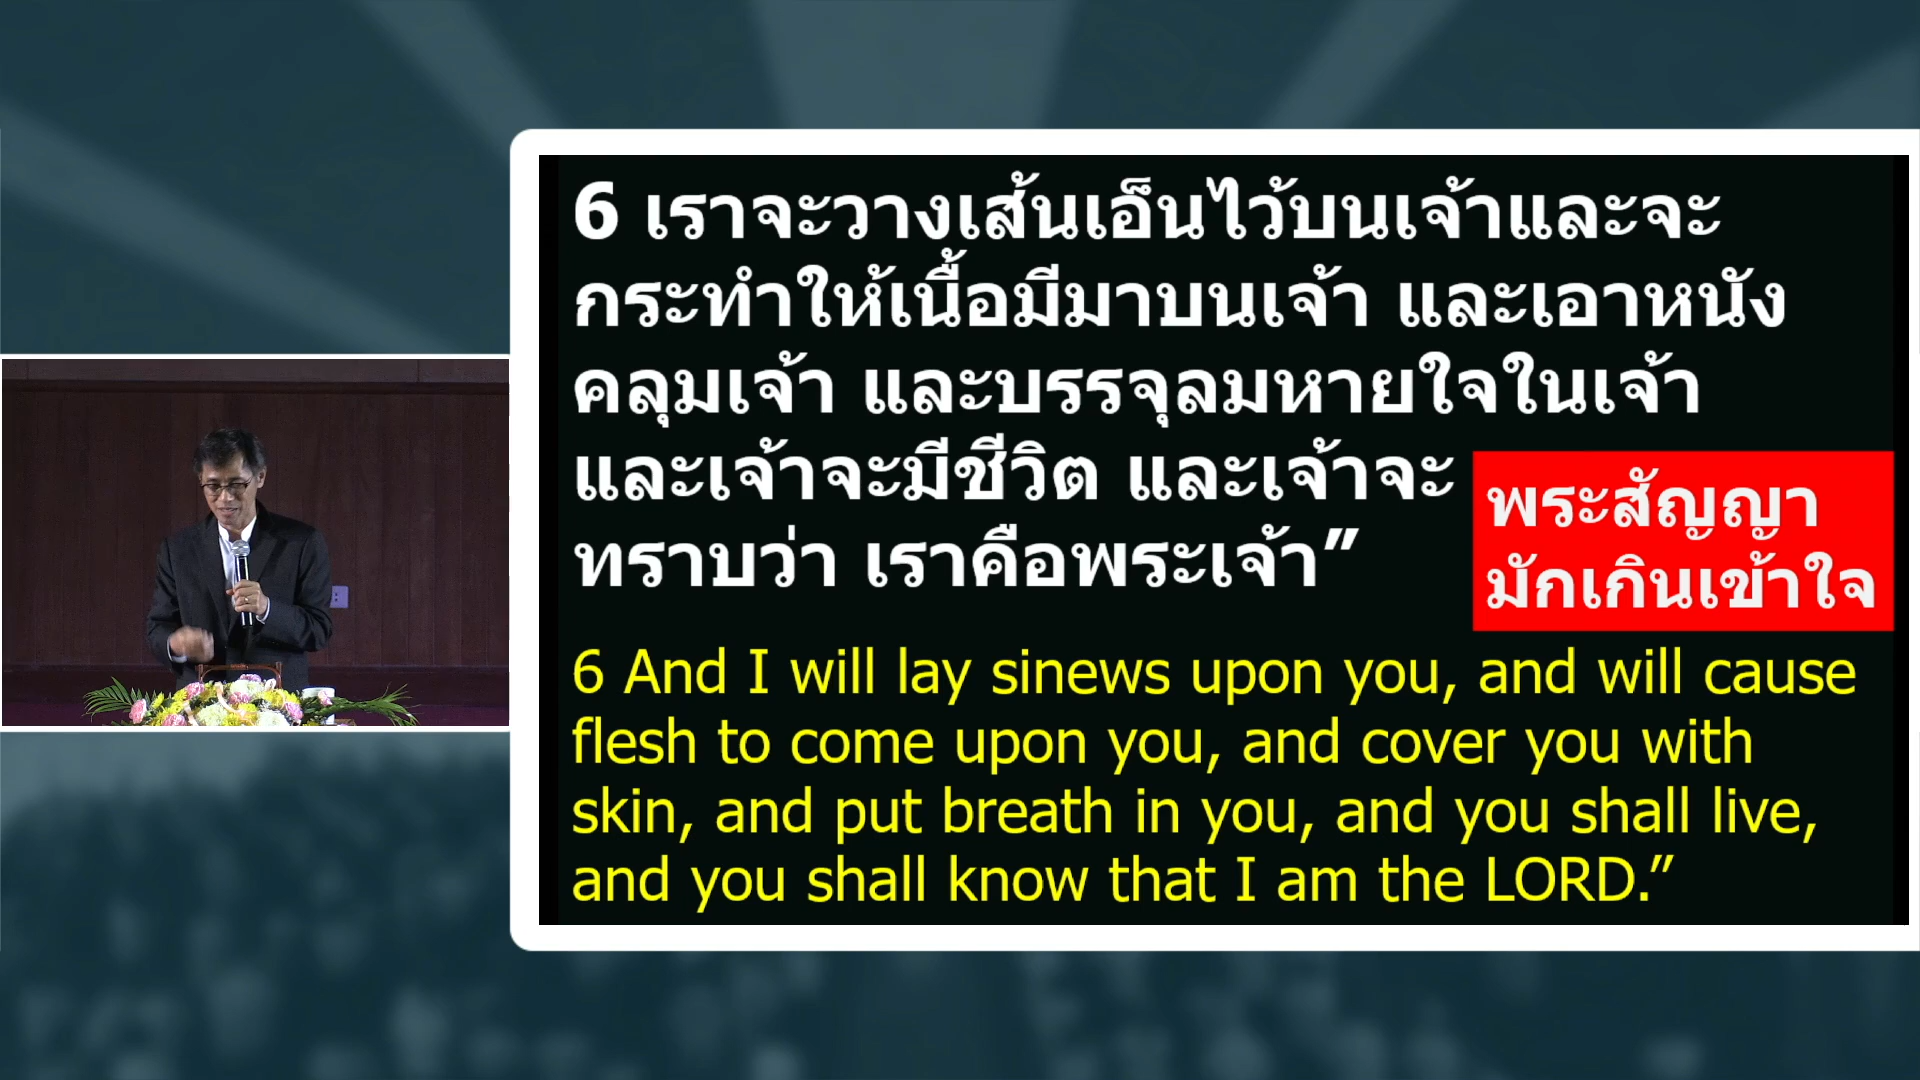 6 เราจะวางเส้นเอ็นไว้บนเจ้าและจะ
กระทำให้เนื้อมีมาบนเจ้า และเอาหนัง
คลุมเจ้า และบรรจุลมหายใจในเจ้า
และเจ้าจะมีชีวิต และเจ้าจะ
ทราบว่า เราคือพระเจ้า”
พระสัญญา
มักเกินเข้าใจ
6 And I will lay sinews upon you, and will cause
flesh to come upon you, and cover you with
skin, and put breath in you, and you shall live,
and you shall know that I am the LORD.”